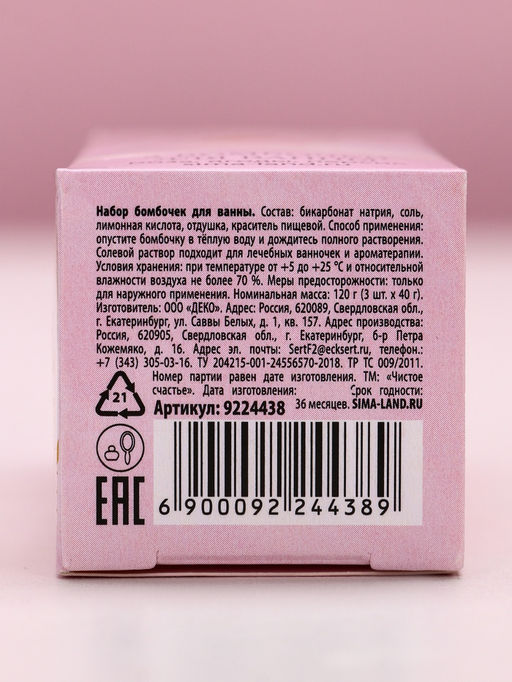 Набор бомбочек для ванны. Состав: бикарбонат натрия, соль,
лимонная кислота, отдушка, краситель пищевой. Способ применения:
опустите бомбочку в тёплую воду и дождитесь полного растворения.
Солевой раствор подходит для лечебных ванночек и ароматерапии.
Условия хранения: при температуре от +5 до +25 °С и относительной
влажности воздуха не более 70 %. Меры предосторожности: только
для наружного применения. Номинальная масса: 120 г (3 шт. х 40 г).
Изготовитель: ООО «ДЕКО». Адрес: Россия, 620089, Свердловская обл.,
г. Екатеринбург, ул. Саввы Белых, д. 1, кв. 157. Адрес производства:
Россия, 620905, Свердловская обл., г. Екатеринбург, б-р Петра
Кожемяко, д. 16. Адрес эл. почты: SertF2@ecksert.ru, телефон.:
+7 (343) 305-03-16. ТУ 204215-001-24556570-2018. ТР ТС 009/2011.
Номер партии равен дате изготовления. ТМ: «Чистое
счастье». Дата изготовления: Срок годности:
36 месяцев. SIMA-LAND.RU
21
Артикул: 9224438
EAC
6 900092 244389